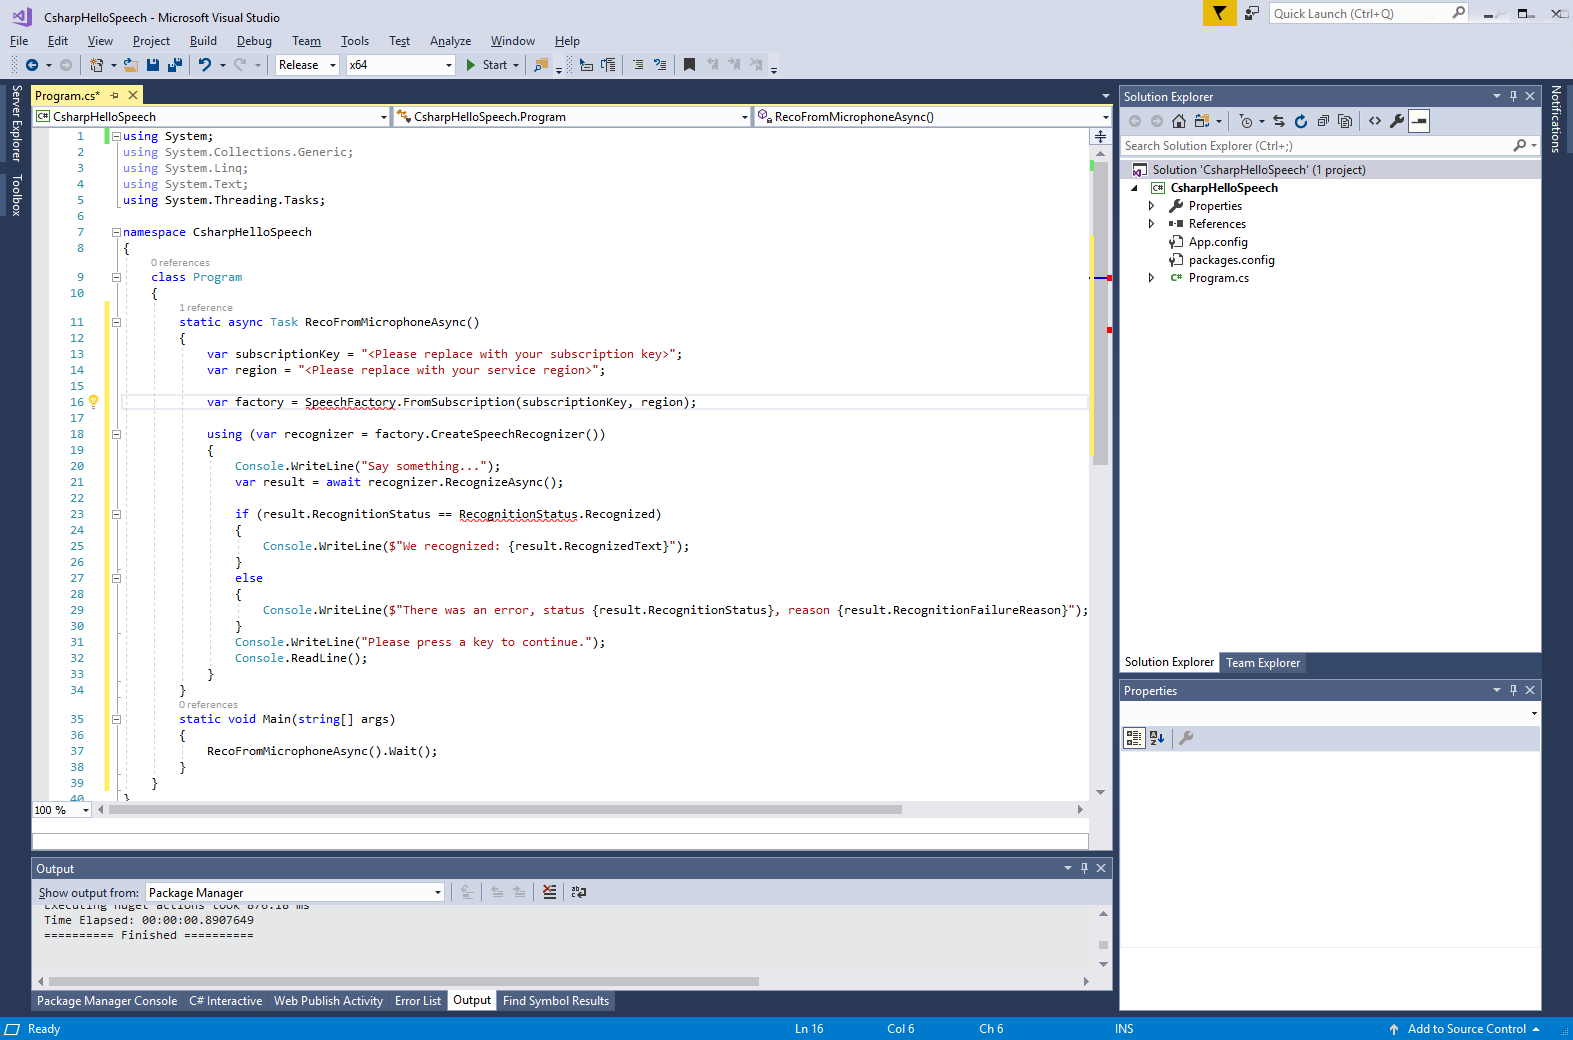 CsharpHelloSpeech - Microsoft Visual Studio
Quick Launch (Ctrl+Q)
File Edit View Project Build Debug Team Tools Test Analyze Window Help
Release x64 Start
Server Explorer
Toolbox
Program.cs*
CsharpHelloSpeech CsharpHelloSpeech.Program RecoFromMicrophoneAsync()
1 using System;
2 using System.Collections.Generic;
3 using System.Linq;
4 using System.Text;
5 using System.Threading.Tasks;
6
7 namespace CsharpHelloSpeech
8 {
0 references
9 class Program
10 {
1 reference
11 static async Task RecoFromMicrophoneAsync()
12 {
13 var subscriptionKey = "<Please replace with your subscription key>";
14 var region = "<Please replace with your service region>";
15
16 var factory = SpeechFactory.FromSubscription(subscriptionKey, region);
17
18 using (var recognizer = factory.CreateSpeechRecognizer())
19 {
20 Console.WriteLine("Say something...");
21 var result = await recognizer.RecognizeAsync();
22
23 if (result.RecognitionStatus == RecognitionStatus.Recognized)
24 {
25 Console.WriteLine($"We recognized: {result.RecognizedText}");
26 }
27 else
28 {
29 Console.WriteLine($"There was an error, status {result.RecognitionStatus}, reason {result.RecognitionFailureReason}");
30 }
31 Console.WriteLine("Please press a key to continue.");
32 Console.ReadLine();
33 }
34 }
0 references
35 static void Main(string[] args)
36 {
37 RecoFromMicrophoneAsync().Wait();
38 }
39 }
40 }
100 %
Output
Show output from: Package Manager
Executing nuget actions took 876.18 ms
Time Elapsed: 00:00:00.8907649
========== Finished ==========
Package Manager Console C# Interactive Web Publish Activity Error List Output Find Symbol Results
Solution Explorer
Search Solution Explorer (Ctrl+;)
Solution 'CsharpHelloSpeech' (1 project)
C# CsharpHelloSpeech
Properties
References
App.config
packages.config
C# Program.cs
Solution Explorer Team Explorer
Properties
Notifications
Ready Ln 16 Col 6 Ch 6 INS Add to Source Control